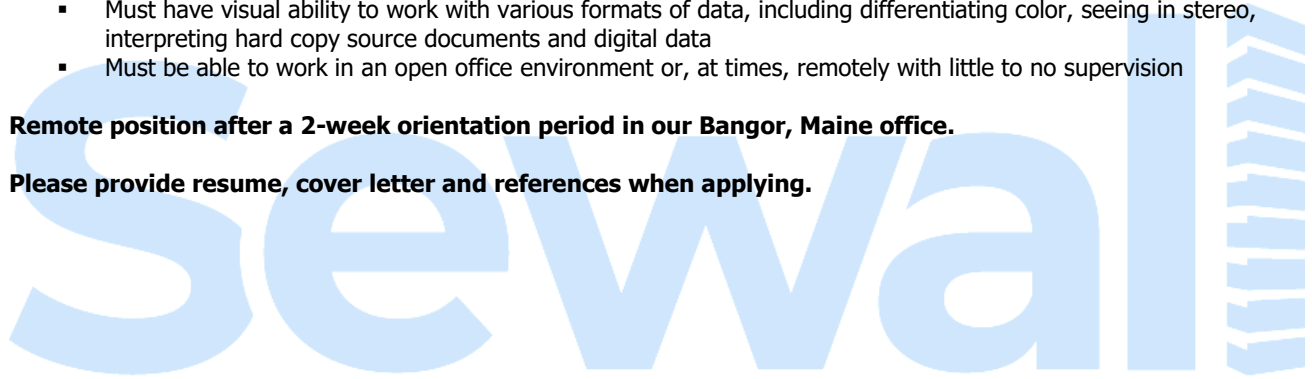 ▪ Must have visual ability to work with various formats of data, including differentiating color, seeing in stereo,
interpreting hard copy source documents and digital data
▪ Must be able to work in an open office environment or, at times, remotely with little to no supervision
Remote position after a 2-week orientation period in our Bangor, Maine office.
Please provide resume, cover letter and references when applying.
Sewall